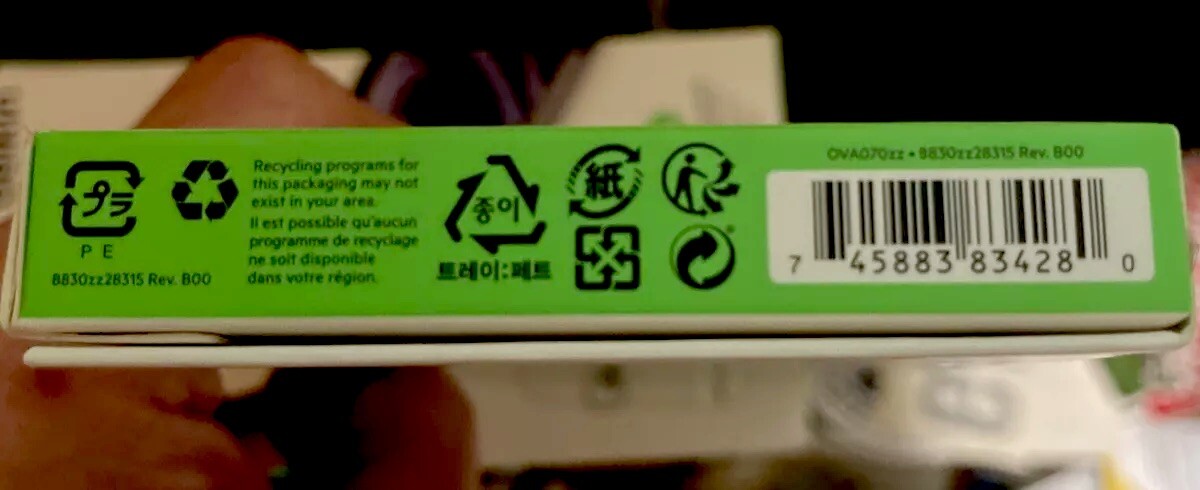 プラ
P E
8830zz28315 Rev. B00
Recycling programs for
this packaging may not
exist in your area.
Il est possible qu'aucun
programme de recyclage
ne soit disponible
dans votre région.
종이
트레이:페트
紙
OVA070zz • 8830zz28315 Rev. B00
7 45883 83428 0